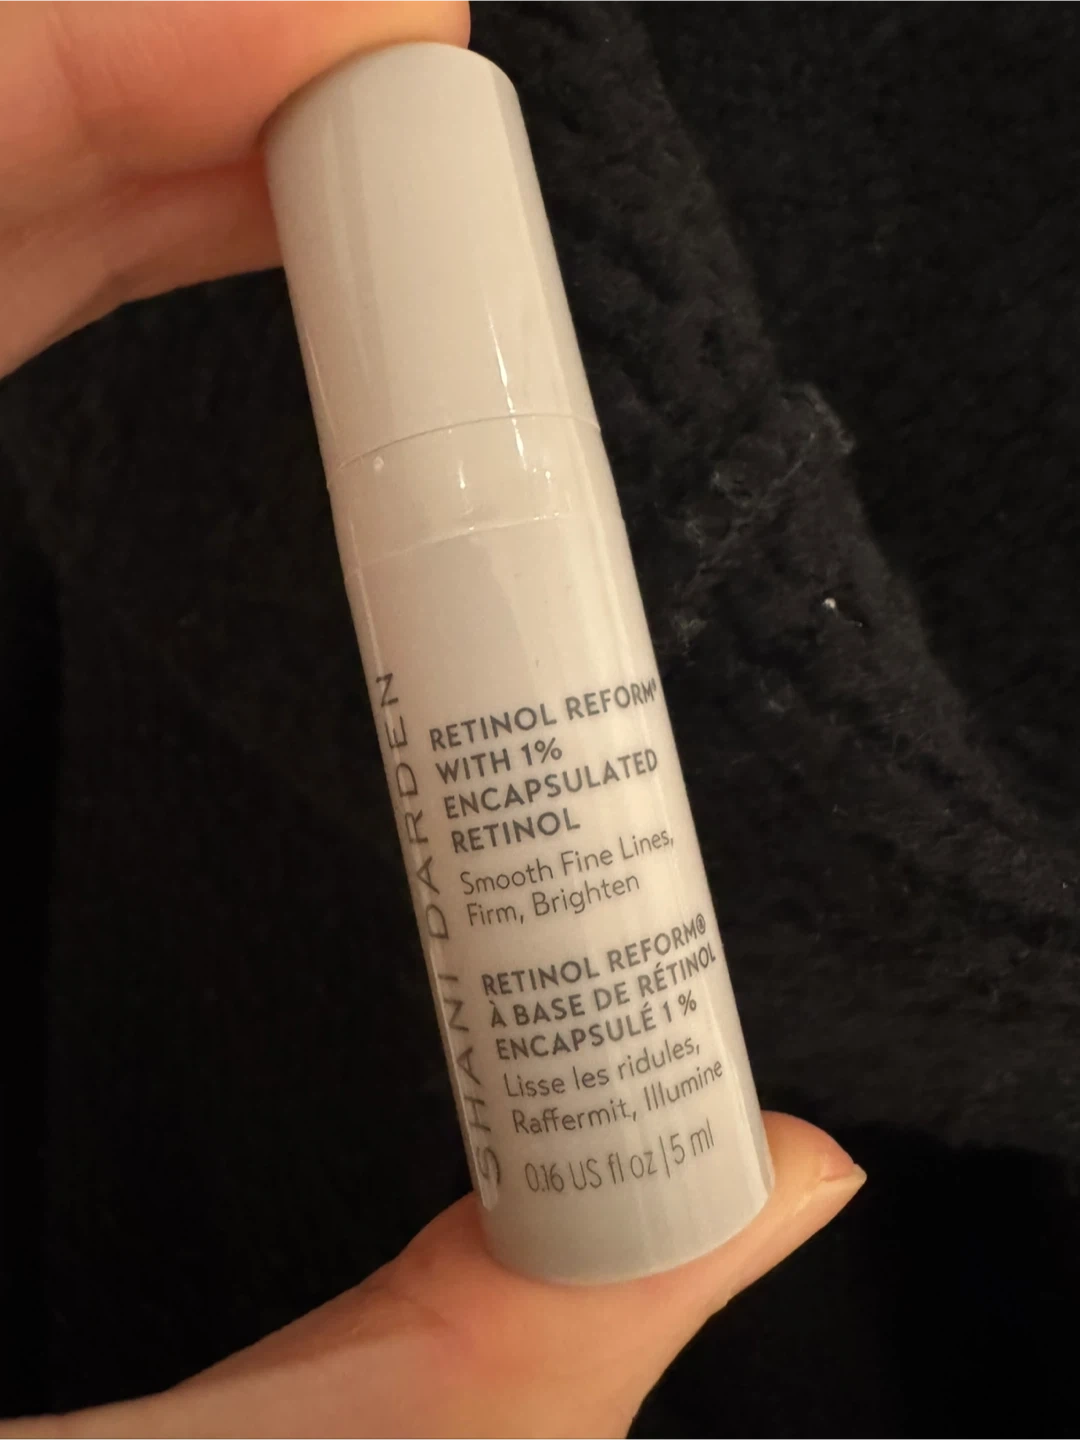 SHANI DARDEN
RETINOL REFORM®
WITH 1%
ENCAPSULATED
RETINOL
Smooth Fine Lines,
Firm, Brighten
RETINOL REFORM®
À BASE DE RÉTINOL
ENCAPSULÉ 1 %
Lisse les ridules,
Raffermit, Illumine
0.16 US fl oz | 5 ml